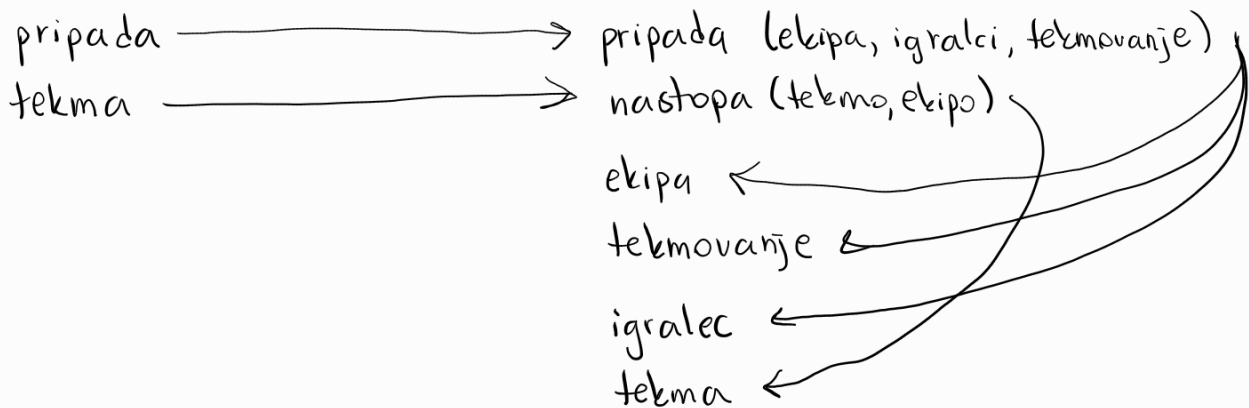 pripada pripada (ekipa, igralci, tekmovanje)
tekma nastopa (tekmo, ekipo)
ekipa
tekmovanje
igralec
tekma